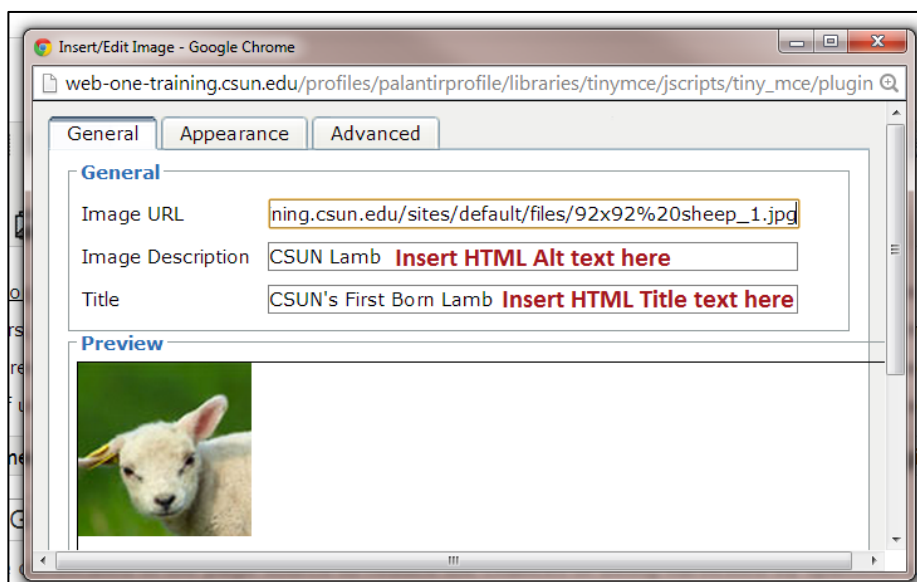 Insert/Edit Image - Google Chrome
web-one-training.csun.edu/profiles/palantirprofile/libraries/tinymce/jscripts/tiny_mce/plugin
General Appearance Advanced
General
Image URL ning.csun.edu/sites/default/files/92x92%20sheep_1.jpg
Image Description CSUN Lamb Insert HTML Alt text here
Title CSUN's First Born Lamb Insert HTML Title text here
Preview